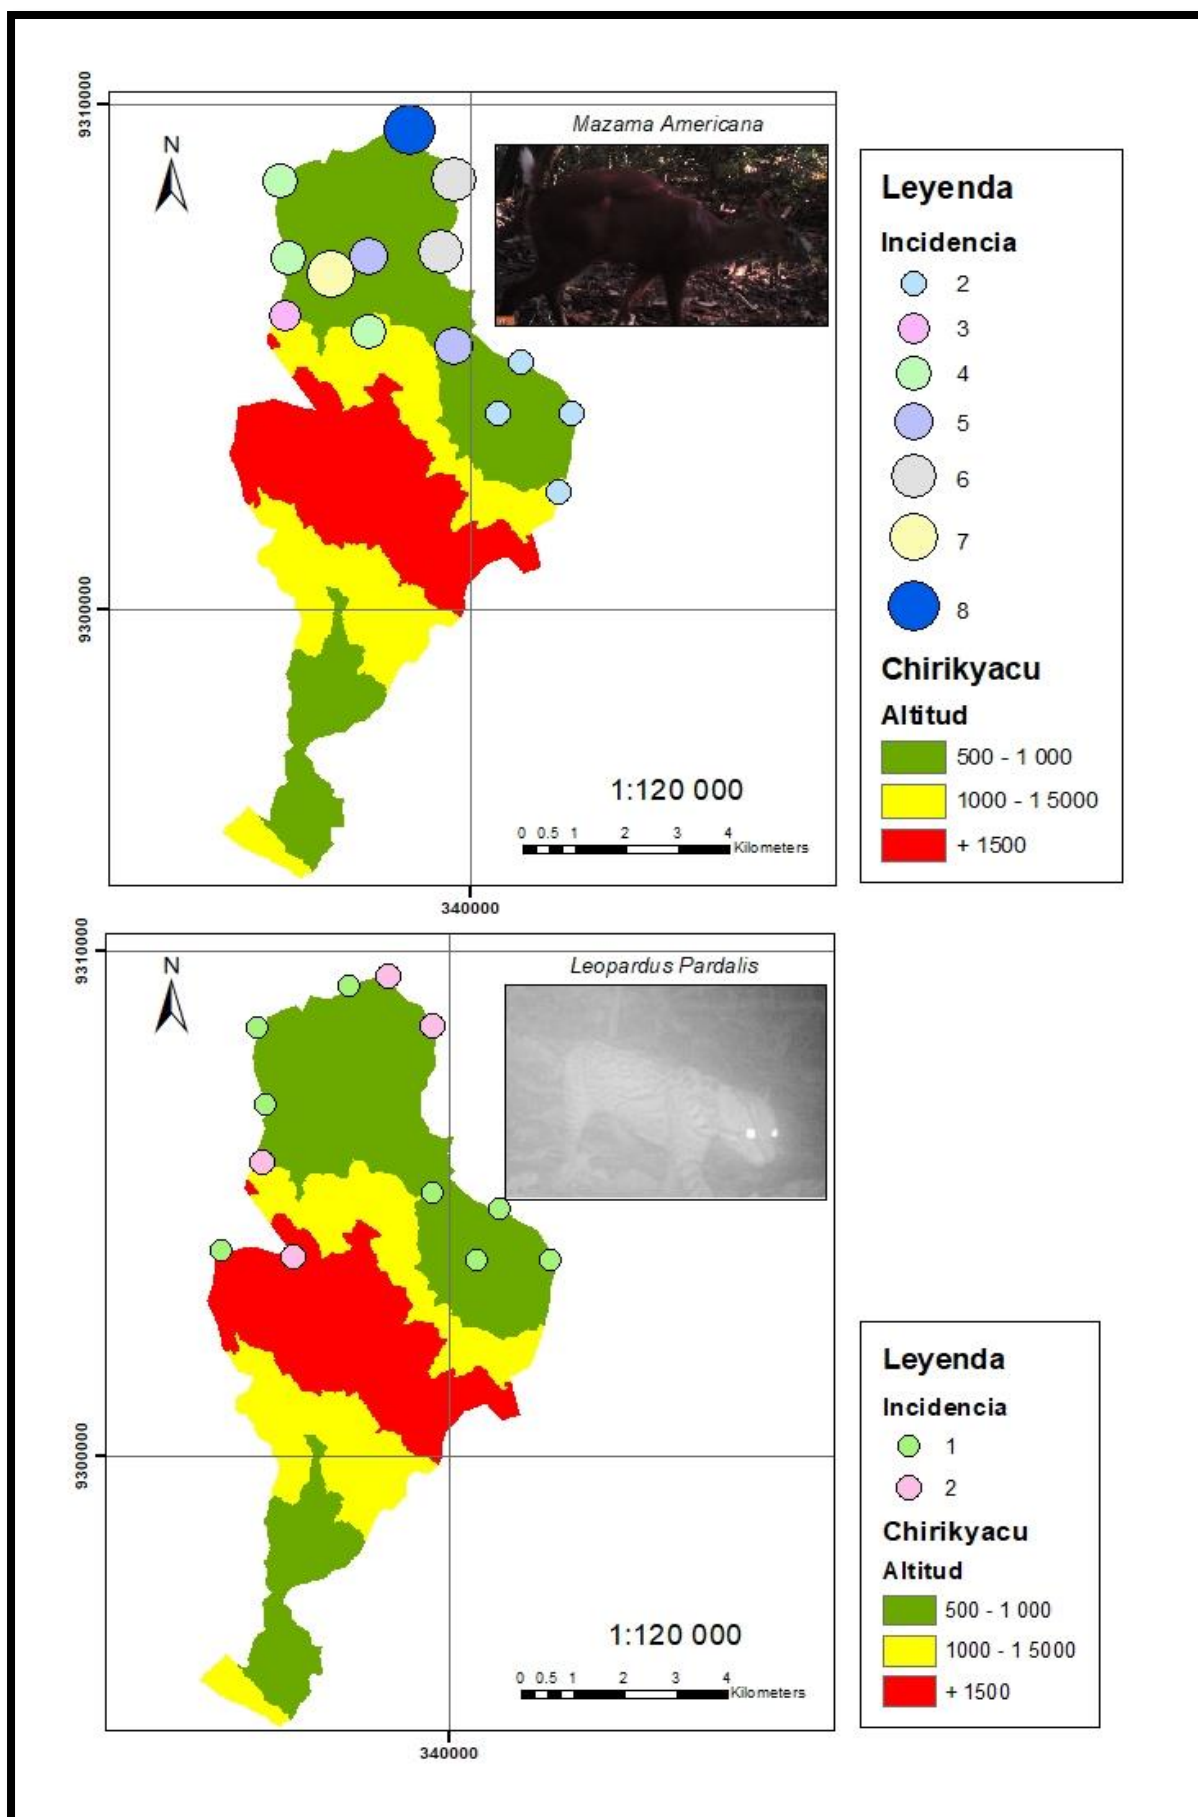 9310000
N
Mazama Americana
Leyenda
Incidencia
2
3
4
5
6
7
8
9300000
Chirikyacu
Altitud
500 - 1 000
1000 - 1 5000
+ 1500
1:120 000
0 0.5 1 2 3 4
Kilometers
340000
9310000
N
Leopardus Pardalis
Leyenda
Incidencia
1
2
9300000
Chirikyacu
Altitud
500 - 1 000
1000 - 1 5000
+ 1500
1:120 000
0 0.5 1 2 3 4
Kilometers
340000